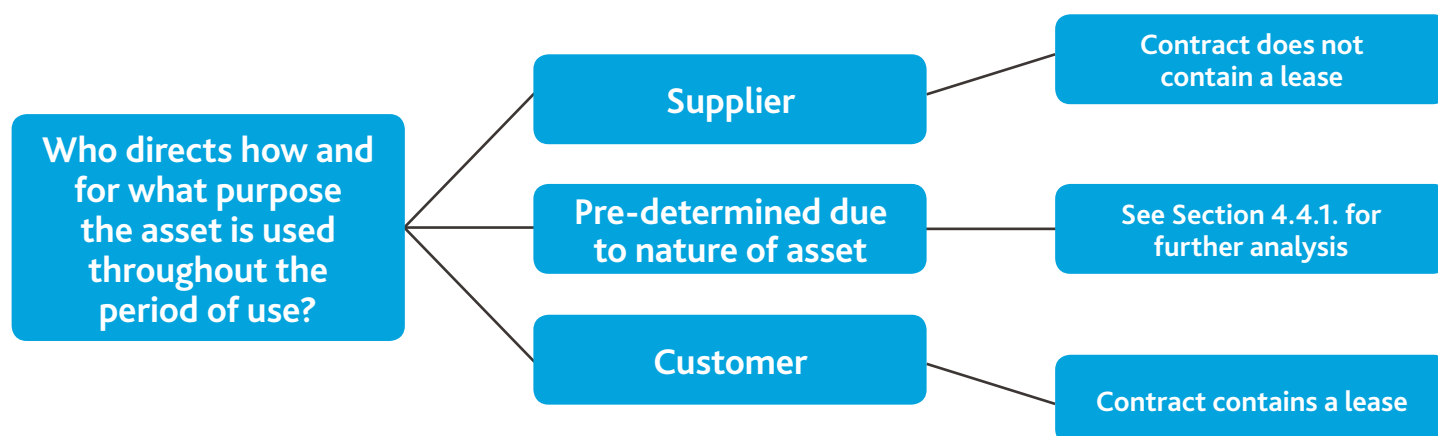 Who directs how and
for what purpose
the asset is used
throughout the
period of use?
Supplier
Contract does not
contain a lease
Pre-determined due
to nature of asset
See Section 4.4.1. for
further analysis
Customer
Contract contains a lease